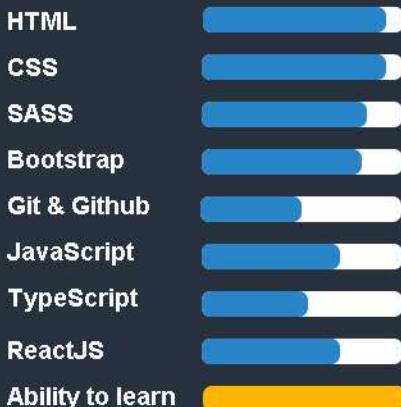 HTML
CSS
SASS
Bootstrap
Git & Github
JavaScript
TypeScript
ReactJS
Ability to learn